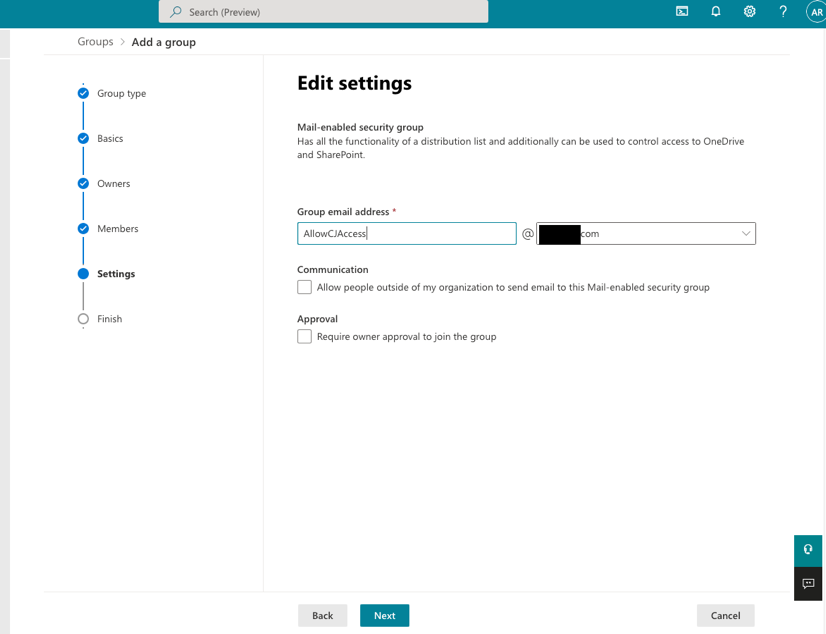 Search (Preview)
?
AR
Groups > Add a group
Group type
Basics
Owners
Members
Settings
Finish
Edit settings
Mail-enabled security group
Has all the functionality of a distribution list and additionally can be used to control access to OneDrive
and SharePoint.
Group email address *
AllowCJAccess @ com
Communication
Allow people outside of my organization to send email to this Mail-enabled security group
Approval
Require owner approval to join the group
Back
Next
Cancel